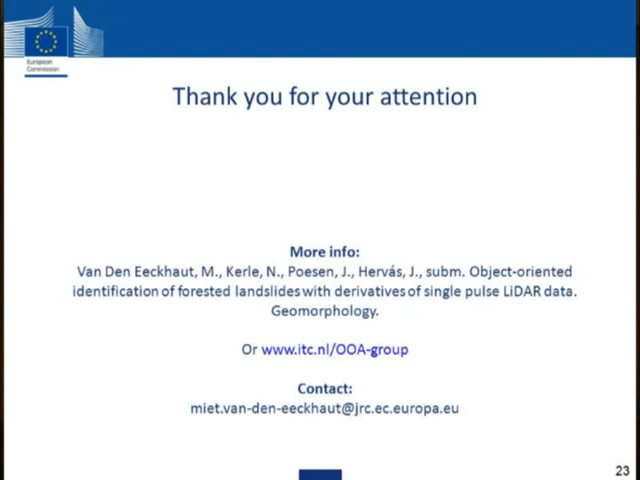 European
Commission
Thank you for your attention
More info:
Van Den Eeckhaut, M., Kerle, N., Poesen, J., Hervás, J., subm. Object-oriented
identification of forested landslides with derivatives of single pulse LiDAR data.
Geomorphology.
Or www.itc.nl/OOA-group
Contact:
miet.van-den-eeckhaut@jrc.ec.europa.eu
23